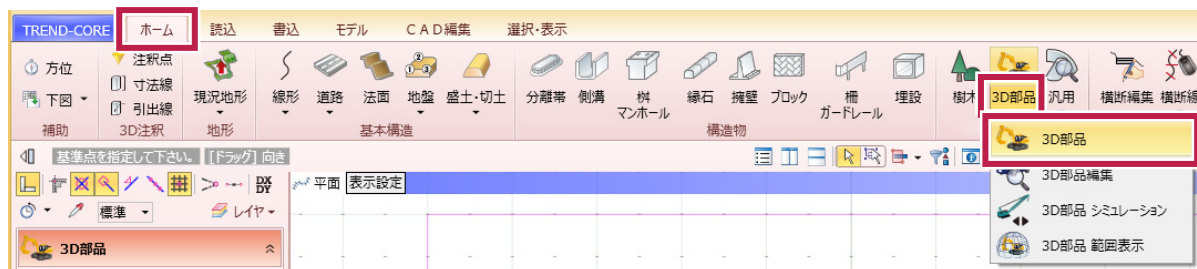 TREND-CORE ホーム 読込 書込 モデル CAD編集 選択・表示
方位 注釈点
寸法線
下図 引出線
現況地形 線形 道路 法面 地盤 盛土・切土 分離帯 側溝 桝 マンホール 縁石 擁壁 ブロック 柵 ガードレール 埋設 樹木 3D部品 汎用 横断編集
補助 3D注釈 地形 基本構造 構造物
3D部品
基準点を指定して下さい。 [ドラッグ] 向き
DX DY 平面 表示設定
3D部品編集
標準 レイヤ
3D部品 シミュレーション
3D部品
3D部品 範囲表示